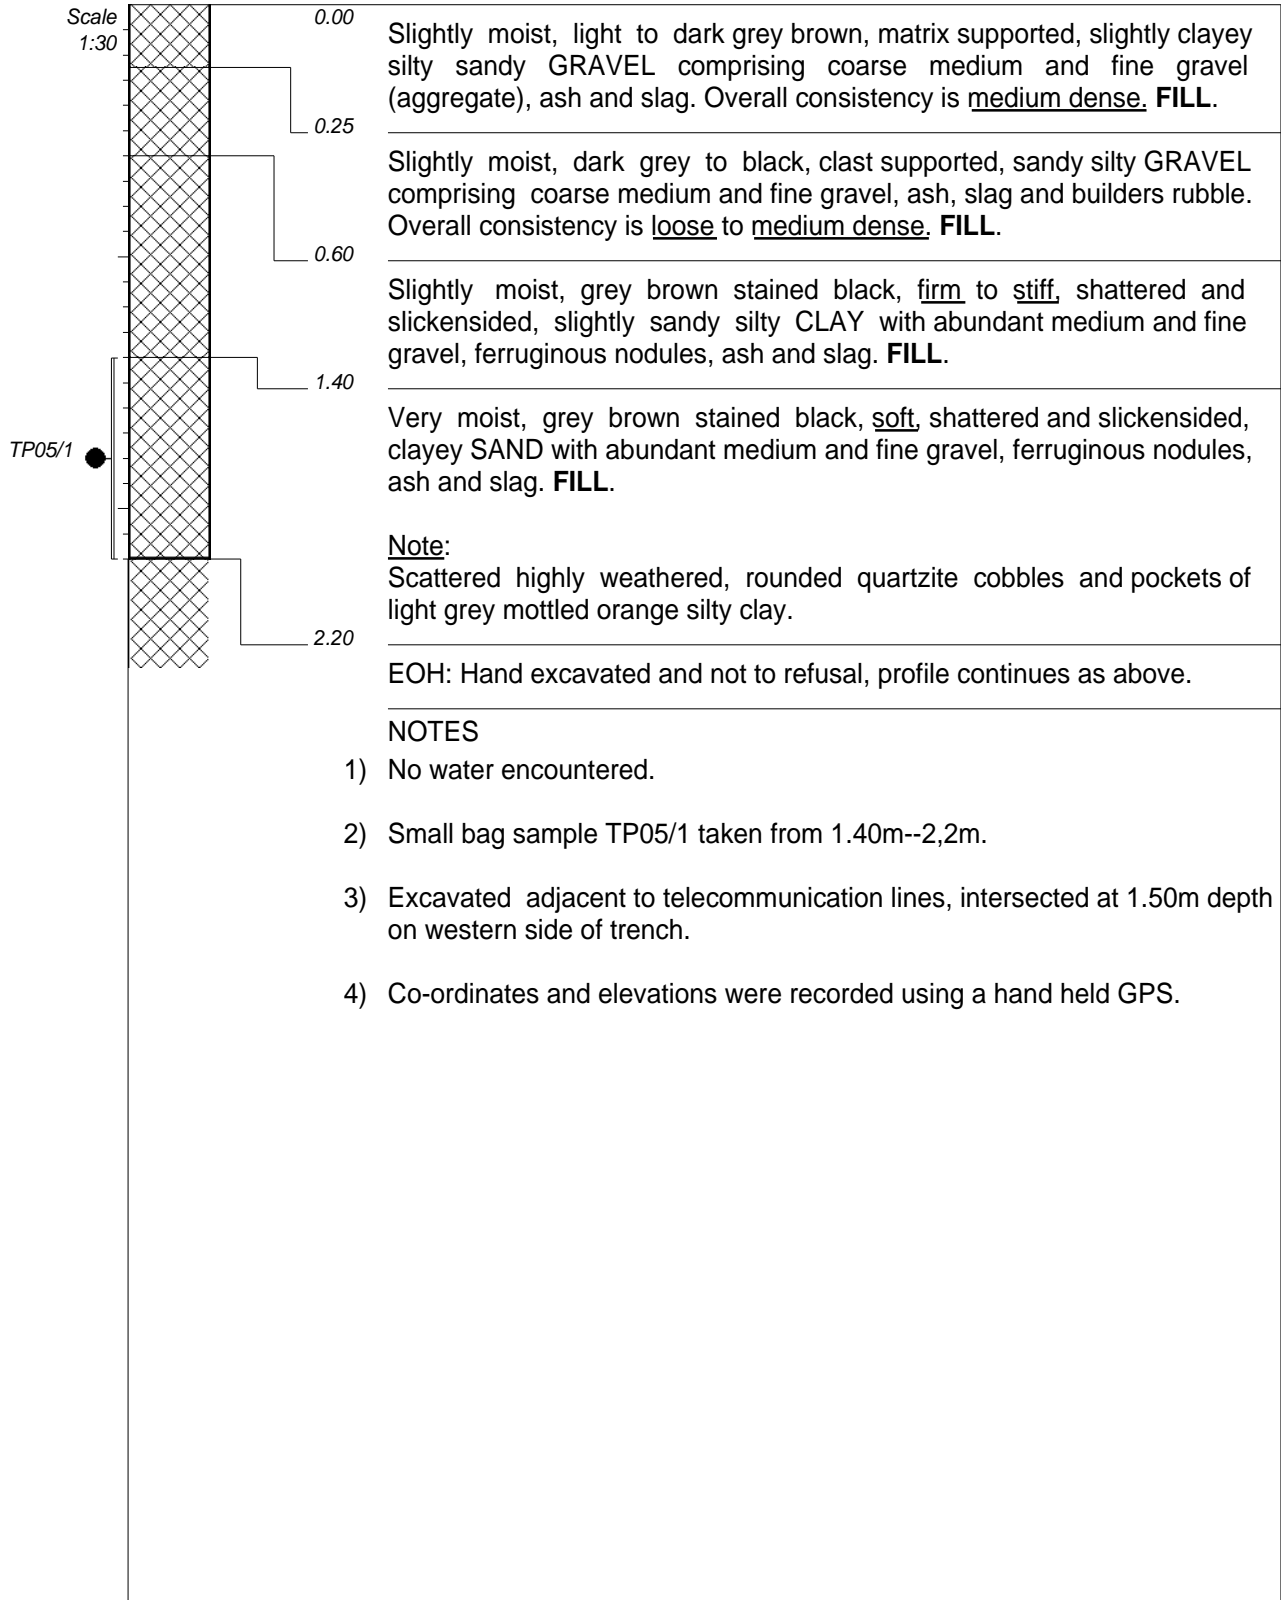 Scale
1:30
0.00
Slightly moist, light to dark grey brown, matrix supported, slightly clayey
silty sandy GRAVEL comprising coarse medium and fine gravel
(aggregate), ash and slag. Overall consistency is medium dense. FILL.
0.25
Slightly moist, dark grey to black, clast supported, sandy silty GRAVEL
comprising coarse medium and fine gravel, ash, slag and builders rubble.
Overall consistency is loose to medium dense. FILL.
0.60
Slightly moist, grey brown stained black, firm to stiff, shattered and
slickensided, slightly sandy silty CLAY with abundant medium and fine
gravel, ferruginous nodules, ash and slag. FILL.
1.40
Very moist, grey brown stained black, soft, shattered and slickensided,
clayey SAND with abundant medium and fine gravel, ferruginous nodules,
ash and slag. FILL.
TP05/1
Note:
Scattered highly weathered, rounded quartzite cobbles and pockets of
light grey mottled orange silty clay.
2.20
EOH: Hand excavated and not to refusal, profile continues as above.
NOTES
1) No water encountered.
2) Small bag sample TP05/1 taken from 1.40m--2,2m.
3) Excavated adjacent to telecommunication lines, intersected at 1.50m depth
on western side of trench.
4) Co-ordinates and elevations were recorded using a hand held GPS.